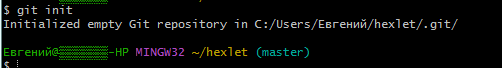 $ git init
Initialized empty Git repository in C:/Users/Евгений/hexlet/.git/
Евгений@▒▒▒▒▒▒▒-HP MINGW32 ~/hexlet (master)
$